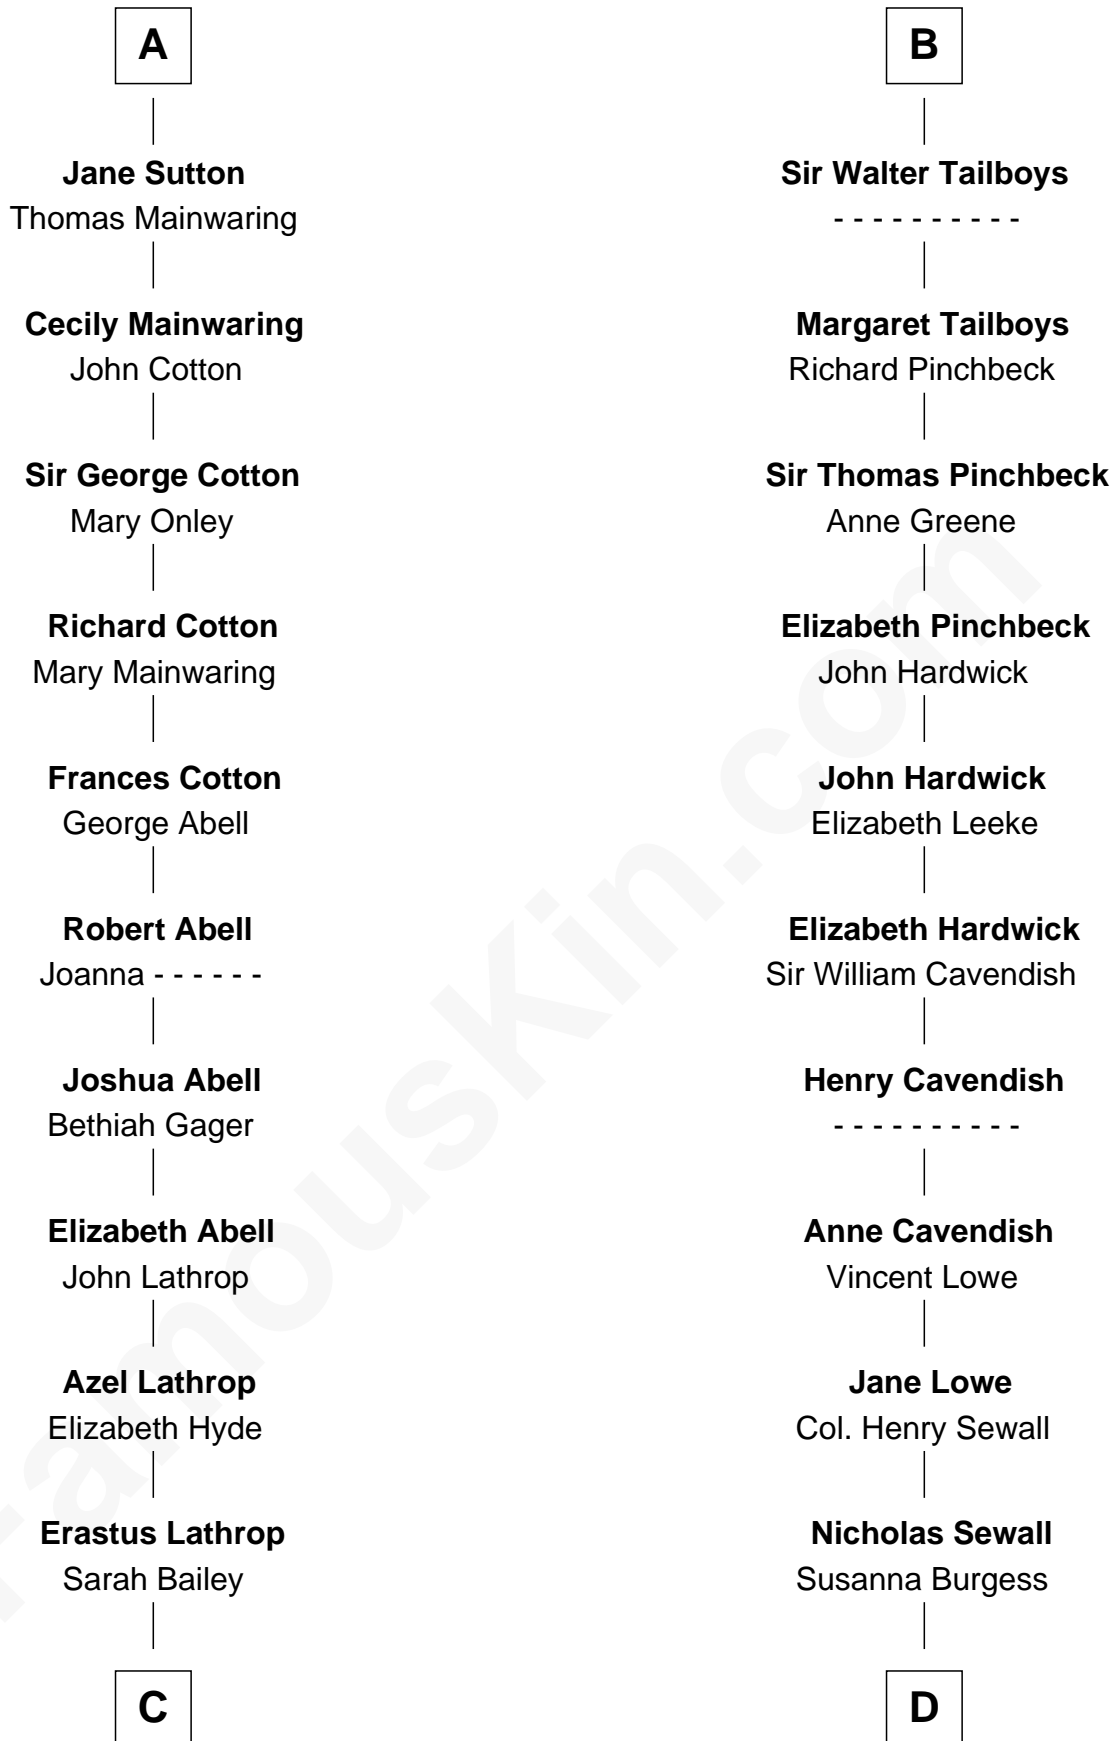 A
Jane Sutton
Thomas Mainwaring
Cecily Mainwaring
John Cotton
Sir George Cotton
Mary Onley
Richard Cotton
Mary Mainwaring
Frances Cotton
George Abell
Robert Abell
Joanna - - - - - -
Joshua Abell
Bethiah Gager
Elizabeth Abell
John Lathrop
Azel Lathrop
Elizabeth Hyde
Erastus Lathrop
Sarah Bailey
C
B
Sir Walter Tailboys
- - - - - - - - - -
Margaret Tailboys
Richard Pinchbeck
Sir Thomas Pinchbeck
Anne Greene
Elizabeth Pinchbeck
John Hardwick
John Hardwick
Elizabeth Leeke
Elizabeth Hardwick
Sir William Cavendish
Henry Cavendish
- - - - - - - - - -
Anne Cavendish
Vincent Lowe
Jane Lowe
Col. Henry Sewall
Nicholas Sewall
Susanna Burgess
D
FamousKin.com